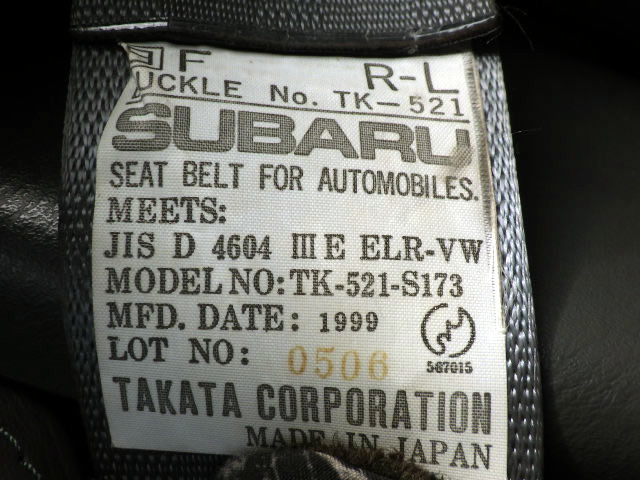 F R-L
BUCKLE No. TK-521
SUBARU
SEAT BELT FOR AUTOMOBILES.
MEETS:
JIS D 4604 III E ELR-VW
MODEL NO: TK-521-S173
MFD. DATE: 1999
LOT NO: 0506
567015
TAKATA CORPORATION
MADE IN JAPAN